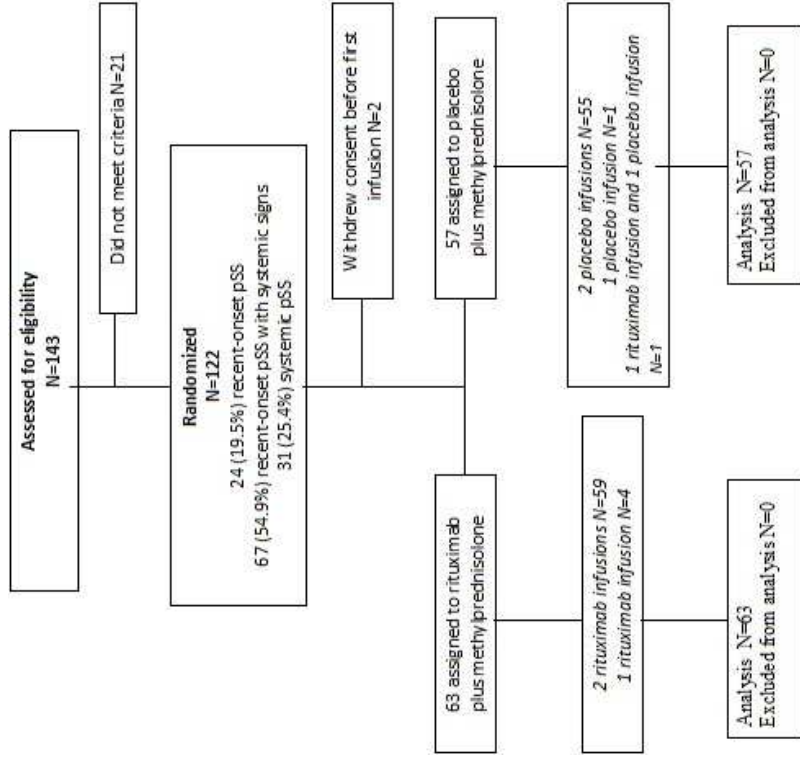 Assessed for eligibility
N=143
Did not meet criteria N=21
Randomized
N=122
24 (19.5%) recent-onset pSS
67 (54.9%) recent-onset pSS with systemic signs
31 (25.4%) systemic pSS
Withdrew consent before first
infusion N=2
63 assigned to rituximab
plus methylprednisolone
57 assigned to placebo
plus methylprednisolone
2 rituximab infusions N=59
1 rituximab infusion N=4
2 placebo infusions N=55
1 placebo infusion N=1
1 rituximab infusion and 1 placebo infusion
N=1
Analysis N=63
Excluded from analysis N=0
Analysis N=57
Excluded from analysis N=0